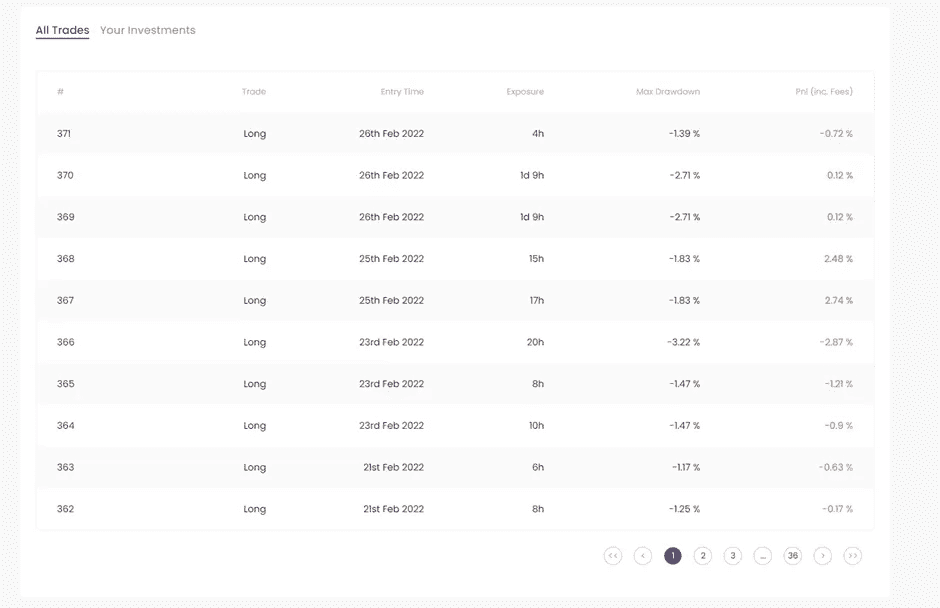 All Trades Your Investments
# Trade Entry Time Exposure Max Drawdown Pnl (inc. Fees)
371 Long 26th Feb 2022 4h -1.39 % -0.72 %
370 Long 26th Feb 2022 1d 9h -2.71 % 0.12 %
369 Long 26th Feb 2022 1d 9h -2.71 % 0.12 %
368 Long 25th Feb 2022 15h -1.83 % 2.48 %
367 Long 25th Feb 2022 17h -1.83 % 2.74 %
366 Long 23rd Feb 2022 20h -3.22 % -2.87 %
365 Long 23rd Feb 2022 8h -1.47 % -1.21 %
364 Long 23rd Feb 2022 10h -1.47 % -0.9 %
363 Long 21st Feb 2022 6h -1.17 % -0.63 %
362 Long 21st Feb 2022 8h -1.25 % -0.17 %
<< < 1 2 3 ... 36 > >>